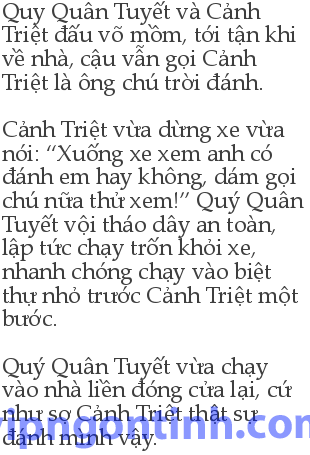 Quý Quân Tuyết và Cảnh
Triệt đấu võ mồm, tới tận khi
về nhà, cậu vẫn gọi Cảnh
Triệt là ông chú trời đánh.
Cảnh Triệt vừa dừng xe vừa
nói: “Xuống xe xem anh có
đánh em hay không, dám gọi
chú nữa thử xem!” Quý Quân
Tuyết vội tháo dây an toàn,
lập tức chạy trốn khỏi xe,
nhanh chóng chạy vào biệt
thự nhỏ trước Cảnh Triệt một
bước.
Quý Quân Tuyết vừa chạy
vào nhà liền đóng cửa lại, cứ
như sợ Cảnh Triệt thật sự
đánh mình vậy.
vipngontinh.com